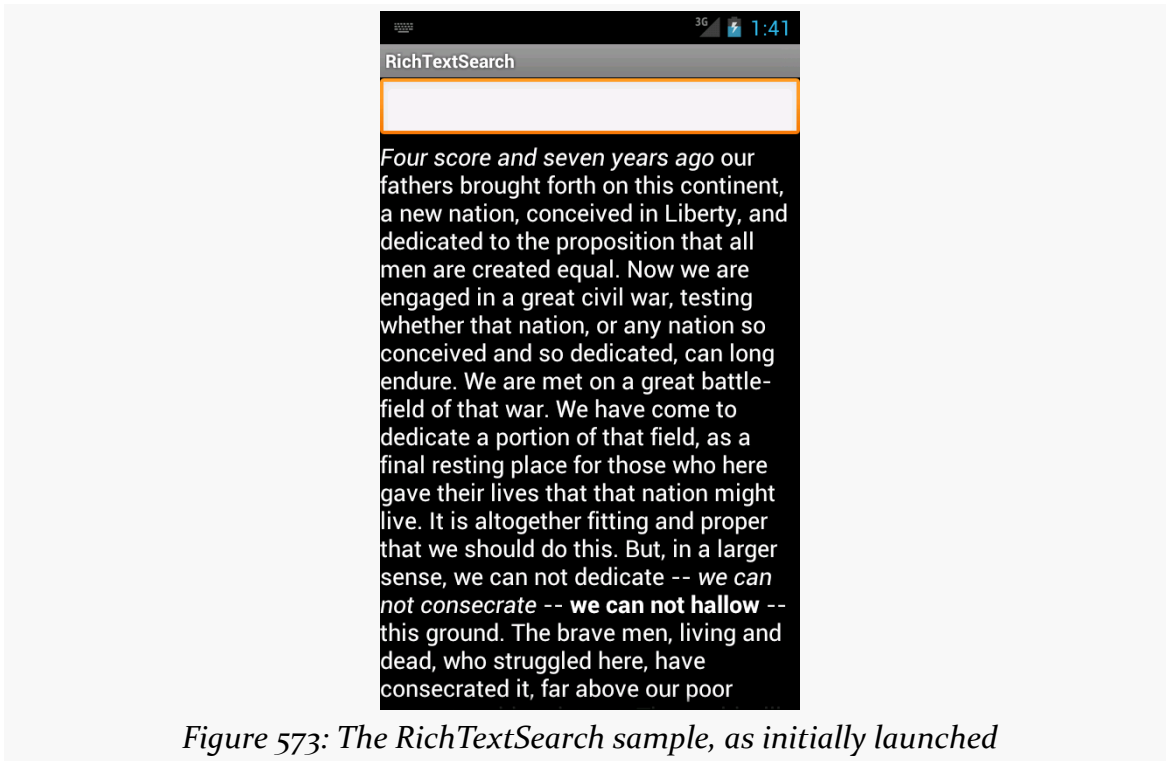 3G 1:41
RichTextSearch
Four score and seven years ago our
fathers brought forth on this continent,
a new nation, conceived in Liberty, and
dedicated to the proposition that all
men are created equal. Now we are
engaged in a great civil war, testing
whether that nation, or any nation so
conceived and so dedicated, can long
endure. We are met on a great battle-
field of that war. We have come to
dedicate a portion of that field, as a
final resting place for those who here
gave their lives that that nation might
live. It is altogether fitting and proper
that we should do this. But, in a larger
sense, we can not dedicate -- we can
not consecrate -- we can not hallow --
this ground. The brave men, living and
dead, who struggled here, have
consecrated it, far above our poor
Figure 573: The RichTextSearch sample, as initially launched